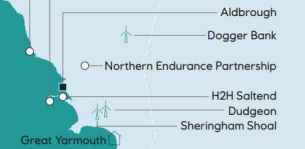 Aldbrough
Dogger Bank
Northern Endurance Partnership
H2H Saltend
Dudgeon
Sheringham Shoal
Great Yarmouth